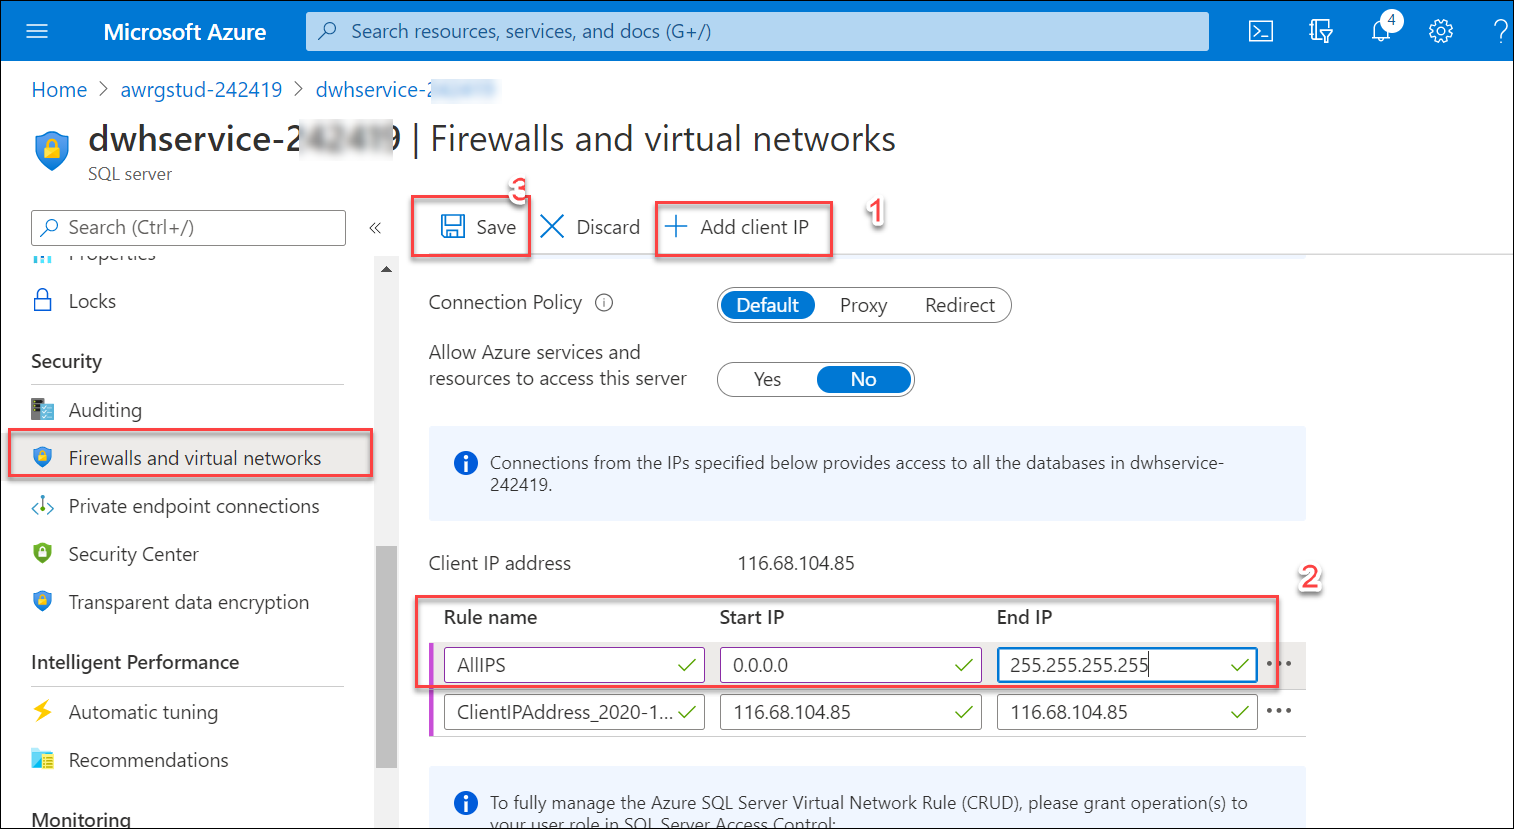 Microsoft Azure
Search resources, services, and docs (G+/)
4
?
Home > awrgstud-242419 > dwhservice-
dwhservice-242419 | Firewalls and virtual networks
SQL server
Search (Ctrl+/)
«
3
Save
Discard
Add client IP
1
Properties
Locks
Security
Auditing
Firewalls and virtual networks
Private endpoint connections
Security Center
Transparent data encryption
Intelligent Performance
Automatic tuning
Recommendations
Monitoring
Connection Policy
Default Proxy Redirect
Allow Azure services and
resources to access this server
Yes No
Connections from the IPs specified below provides access to all the databases in dwhservice-
242419.
Client IP address 116.68.104.85
2
Rule name Start IP End IP
AllIPS 0.0.0.0 255.255.255.255
ClientIPAddress_2020-1... 116.68.104.85 116.68.104.85
To fully manage the Azure SQL Server Virtual Network Rule (CRUD), please grant operation(s) to
your user role in SQL Server Access Control: